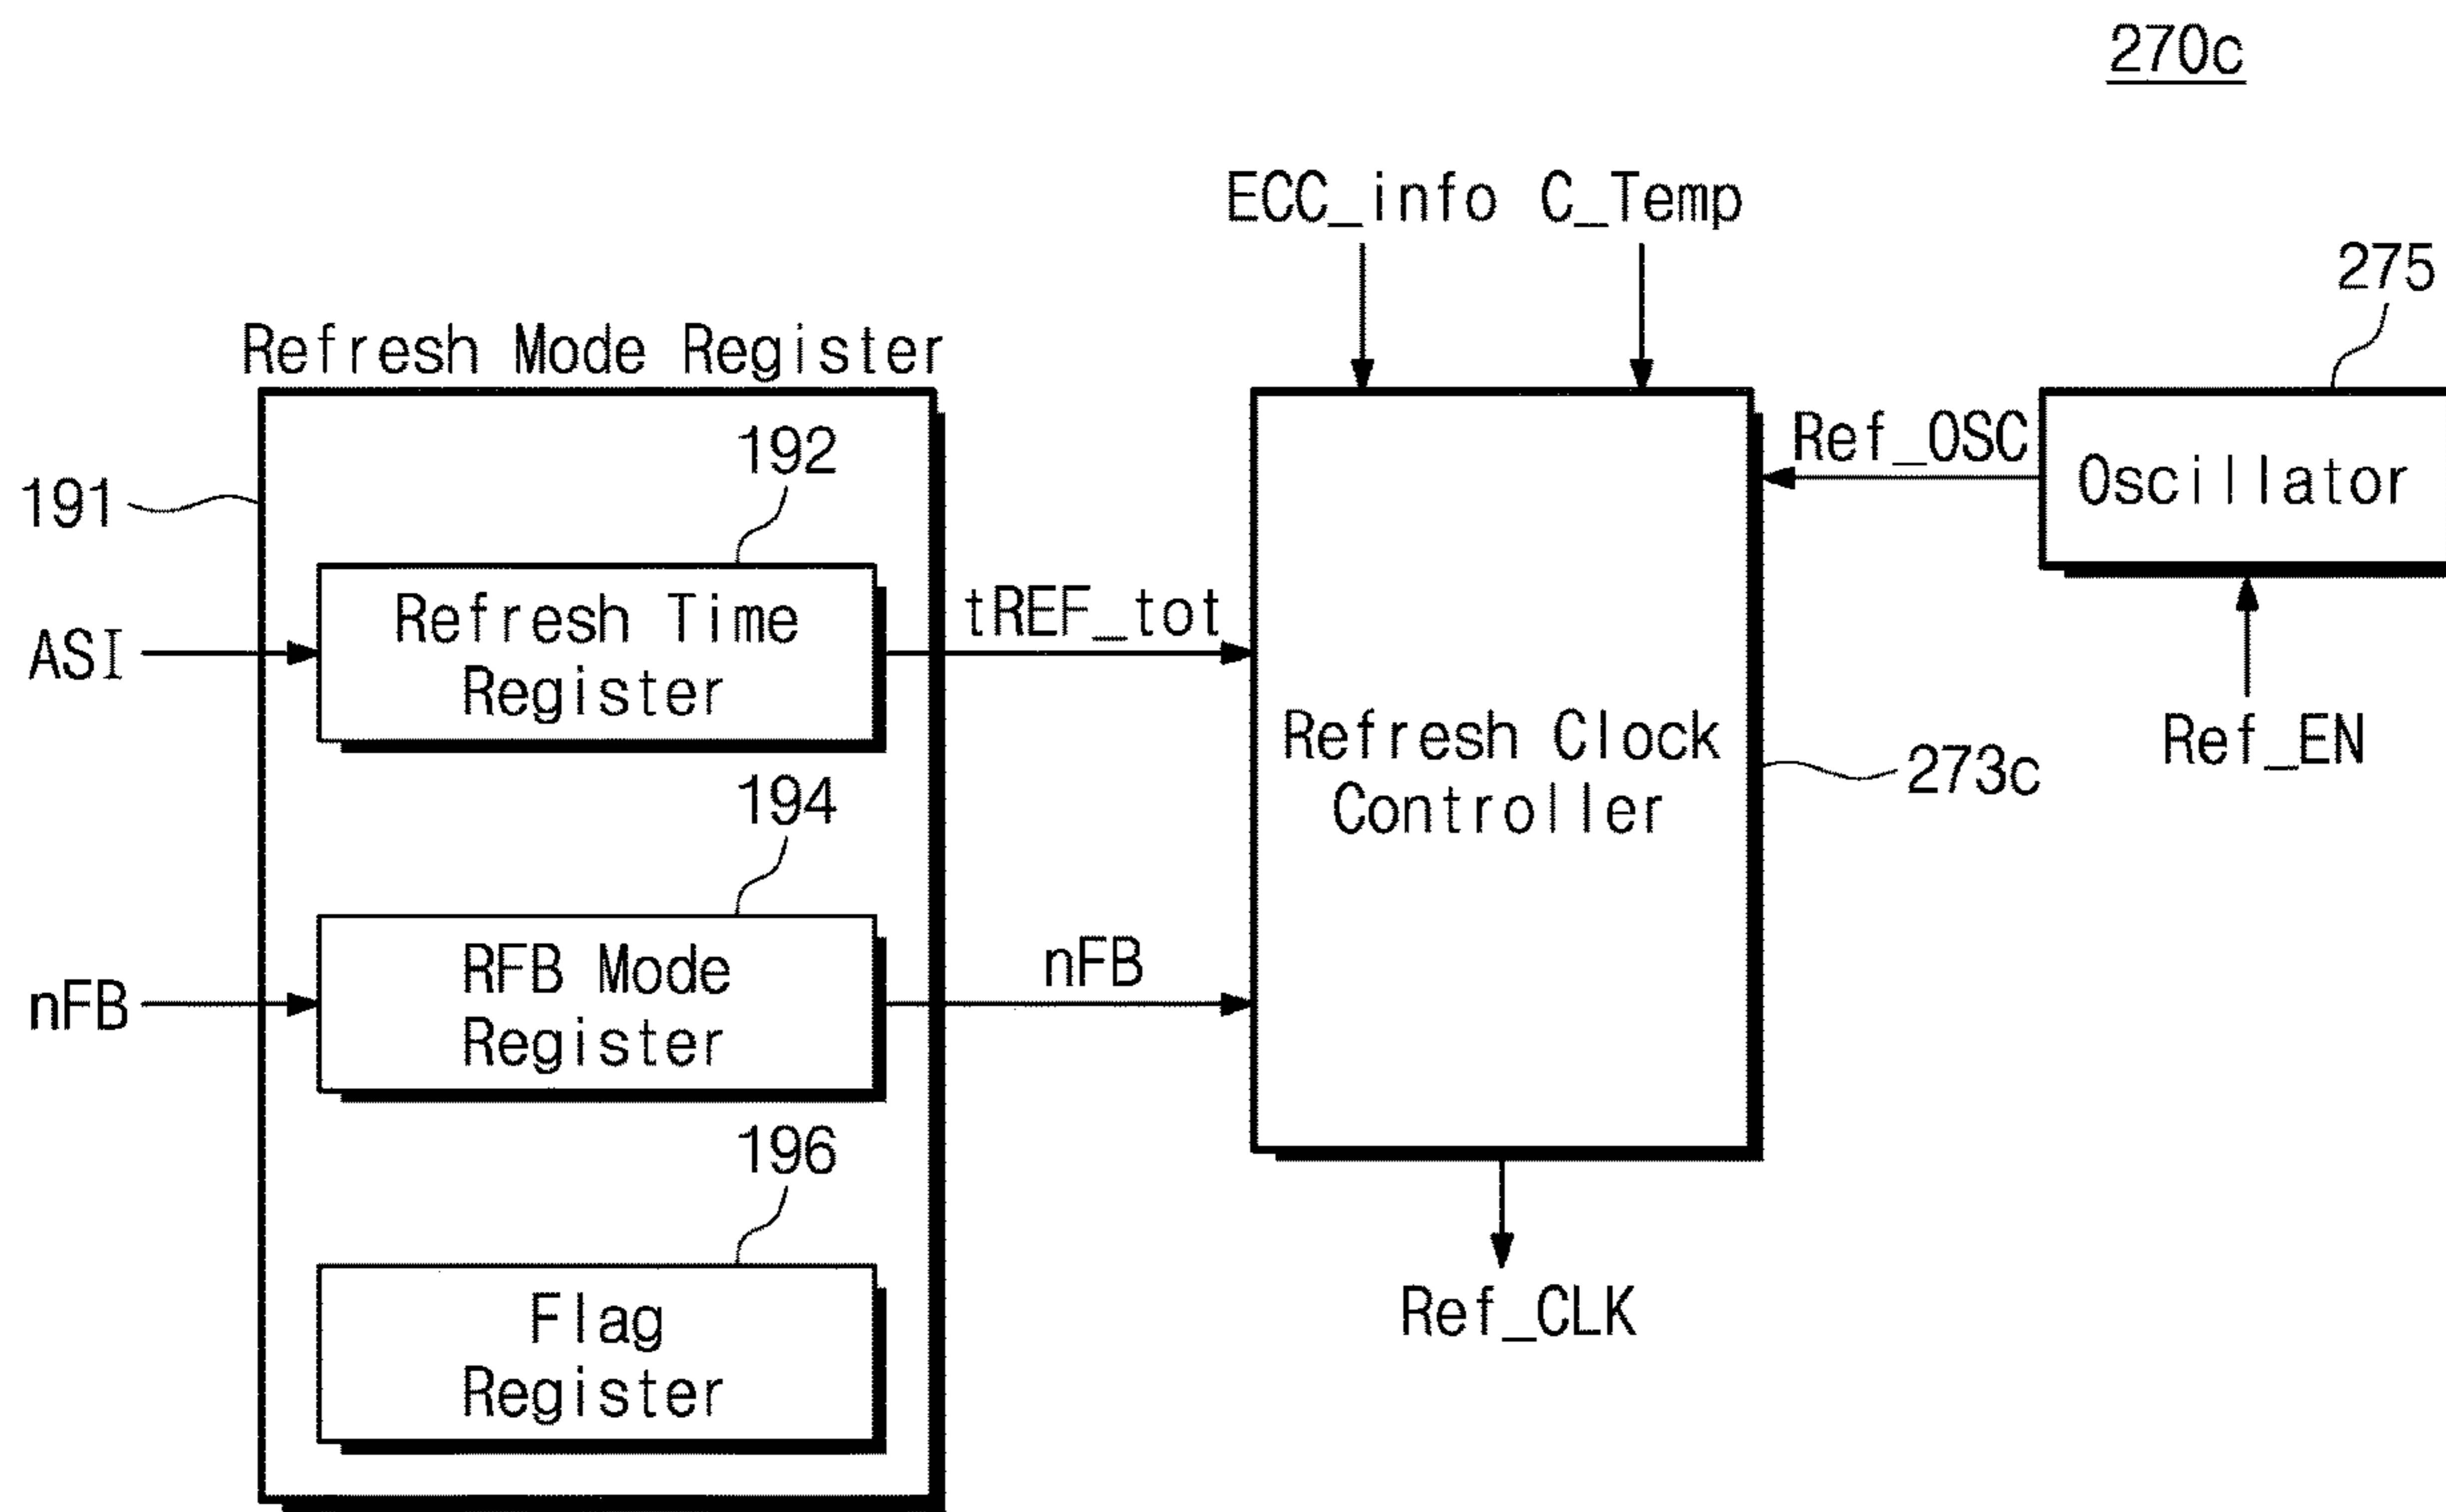 270c
ECC_info C_Temp
275
Refresh Mode Register
Ref_OSC
Oscillator
192
191
Refresh Time
Register
ASI
tREF_tot
Refresh Clock
Controller
273c
Ref_EN
194
RFB Mode
Register
nFB
nFB
196
Flag
Register
Ref_CLK